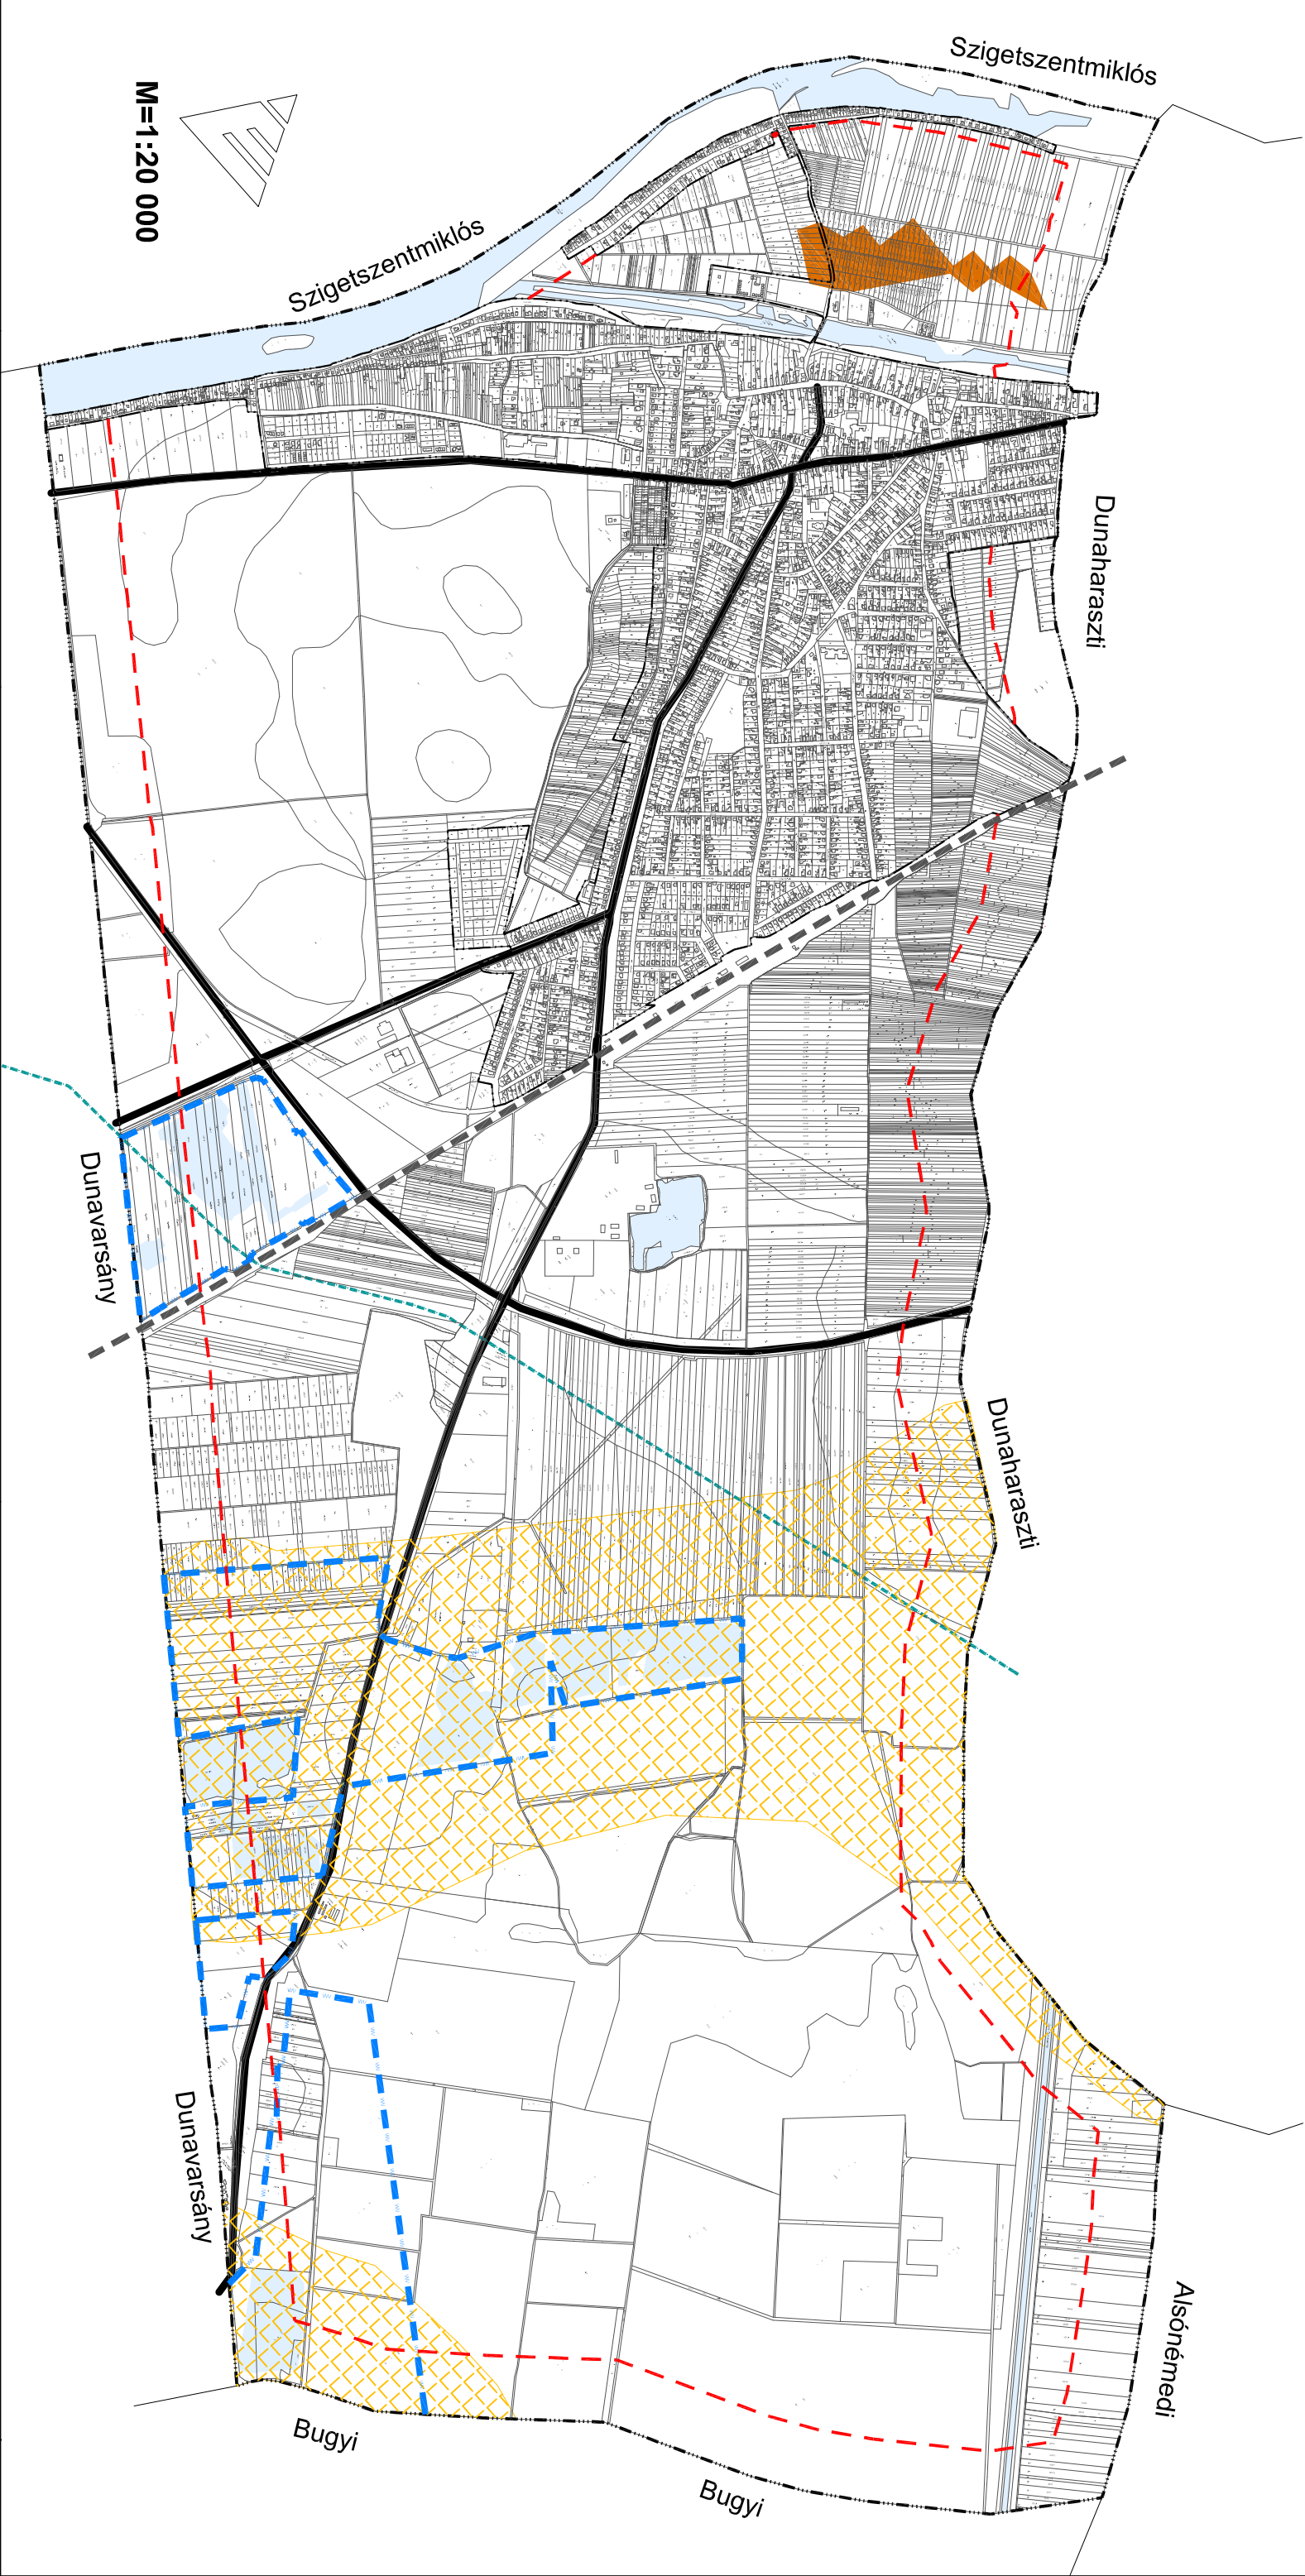 Szigetszentmiklós
M=1:20 000
Szigetszentmiklós
Dunaharaszti
Dunavarsány
Dunaharaszti
Dunavarsány
Alsónémedi
Bugyi
Bugyi